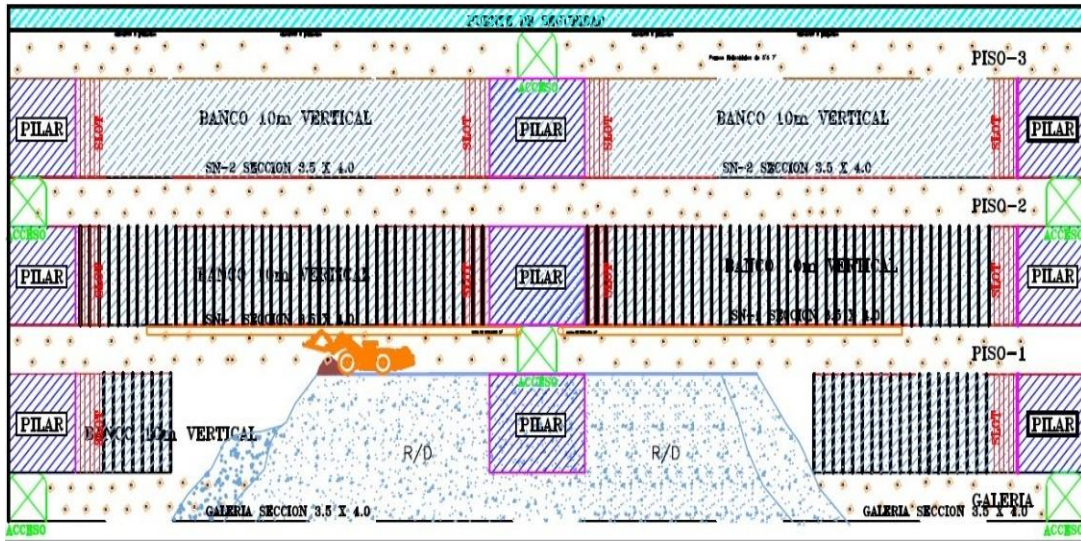 PUENTE DE SEGURIDAD
PISO-3
ACCESO
PILAR
SLOT
BANCO 10m VERTICAL
SLOT
PILAR
SLOT
BANCO 10m VERTICAL
SLOT
PILAR
SN-2 SECCION 3.5 X 4.0
SN-2 SECCION 3.5 X 4.0
PISO-2
ACCESO
ACCESO
PILAR
SLOT
BANCO 10m VERTICAL
SLOT
PILAR
SLOT
BANCO 10m VERTICAL
SLOT
PILAR
SN-1 SECCION 3.5 X 4.0
SN-1 SECCION 3.5 X 4.0
PISO-1
ACCESO
PILAR
SLOT
BANCO 10m VERTICAL
R/D
PILAR
R/D
SLOT
PILAR
GALERIA
GALERIA SECCION 3.5 X 4.0
GALERIA SECCION 3.5 X 4.0
ACCESO
ACCESO